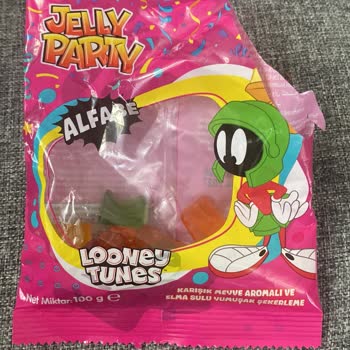 JELLY
PARTY
ALFABE
LOONEY
TUNES
Net Miktar: 100 g e
KARIŞIK MEYVE AROMALI VE
ELMA SULU YUMUŞAK ŞEKERLEME